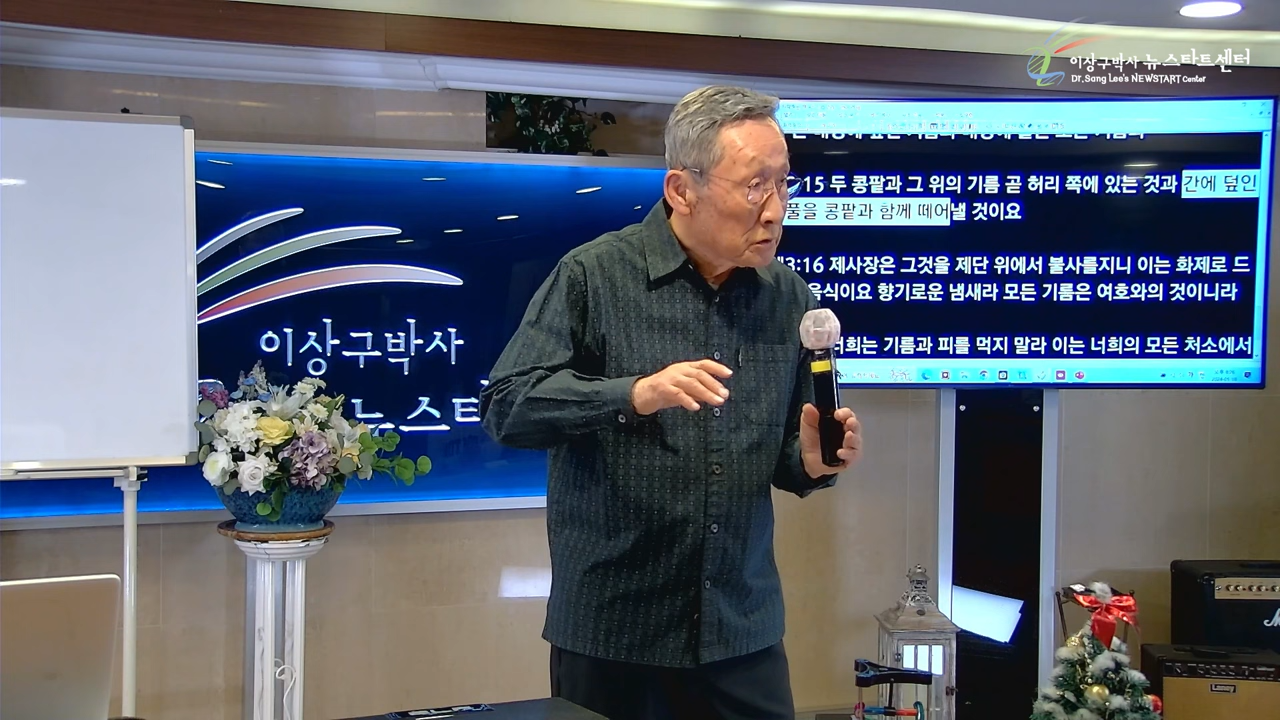 이상구박사 뉴스타트센터
Dr. Sang Lee's NEWSTART Center
이상구박사
뉴스타
:15 두 콩팥과 그 위의 기름 곧 허리 쪽에 있는 것과 간에 덮인
풀을 콩팥과 함께 떼어낼 것이요
3:16 제사장은 그것을 제단 위에서 불사를지니 이는 화제로 드
음식이요 향기로운 냄새라 모든 기름은 여호와의 것이니라
너희는 기름과 피를 먹지 말라 이는 너희의 모든 처소에서
Laney